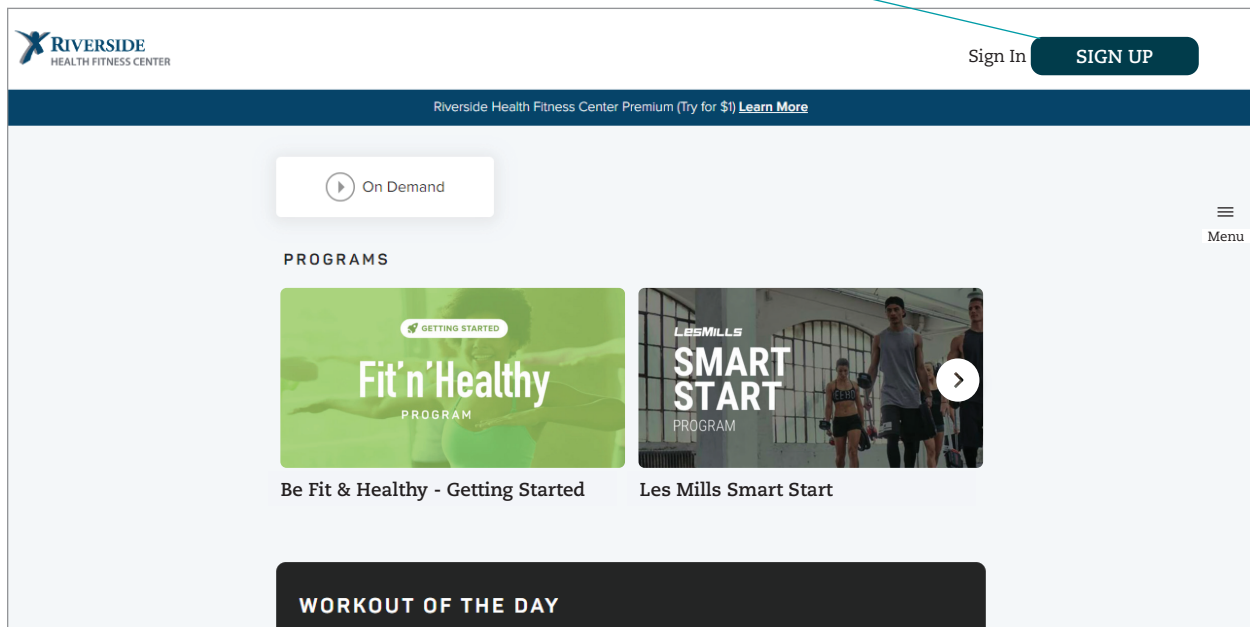 RIVERSIDE
HEALTH FITNESS CENTER
Sign In
SIGN UP
Riverside Health Fitness Center Premium (Try for $1) Learn More
On Demand
Menu
PROGRAMS
GETTING STARTED
Fit'n'Healthy
PROGRAM
LesMills
SMART
START
PROGRAM
Be Fit & Healthy - Getting Started
Les Mills Smart Start
WORKOUT OF THE DAY